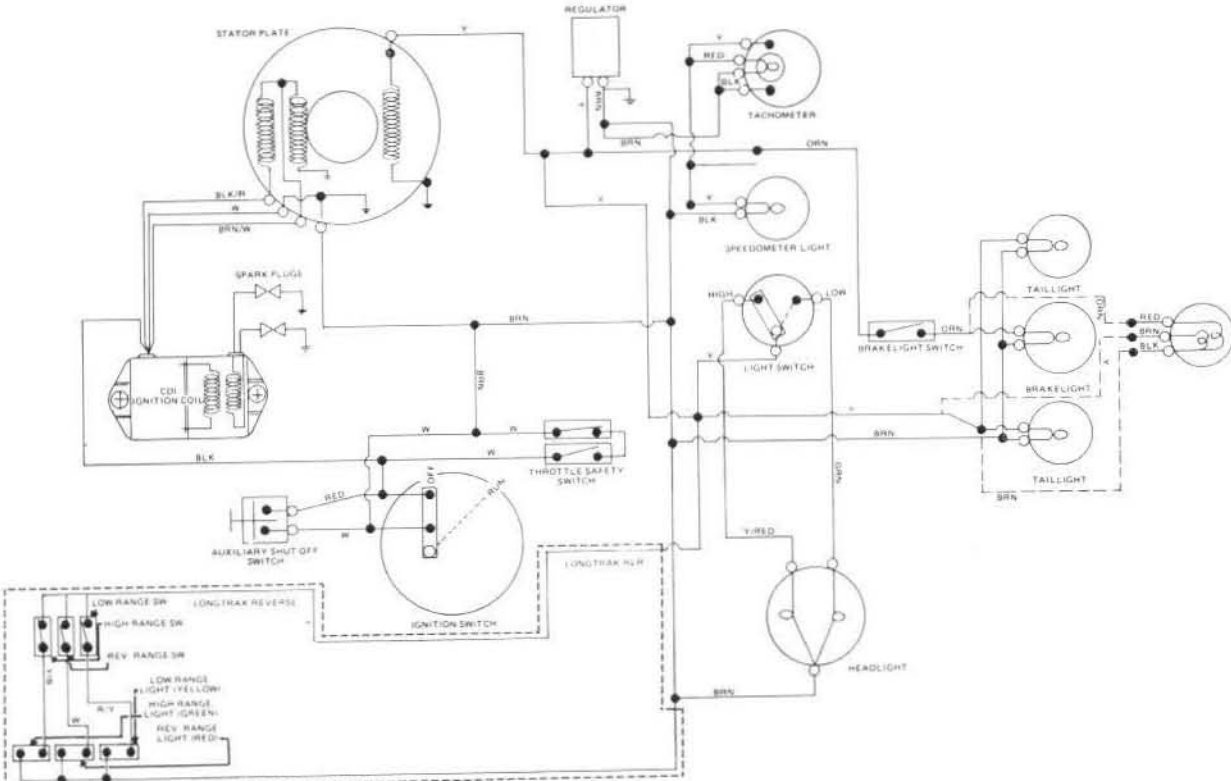 REGULATOR
STATOR PLATE
Y
Y
RED
BLK
TACHOMETER
Y
BRN
BRN
ORN
BLK/R
W
BRN/W
Y
BLK
SPEEDOMETER LIGHT
SPARK PLUGS
HIGH
LOW
TAILLIGHT
ORN
RED
BRN
BLK
BRN
Y
LIGHT SWITCH
BRAKELIGHT SWITCH
ORN
Y
BRAKELIGHT
CDI
IGNITION COIL
BRN
W
W
BLK
W
THROTTLE SAFETY
SWITCH
BRN
ORN
TAILLIGHT
BRN
OFF
RUN
RED
W
AUXILIARY SHUT OFF
SWITCH
Y/RED
LONGTRAK
LOW RANGE SW
LONGTRAK REVERSE
HIGH RANGE SW
IGNITION SWITCH
REV. RANGE SW
HEADLIGHT
BLK
LOW RANGE
LIGHT (YELLOW)
R/Y
HIGH RANGE
LIGHT (GREEN)
W
REV. RANGE
LIGHT (RED)
BRN